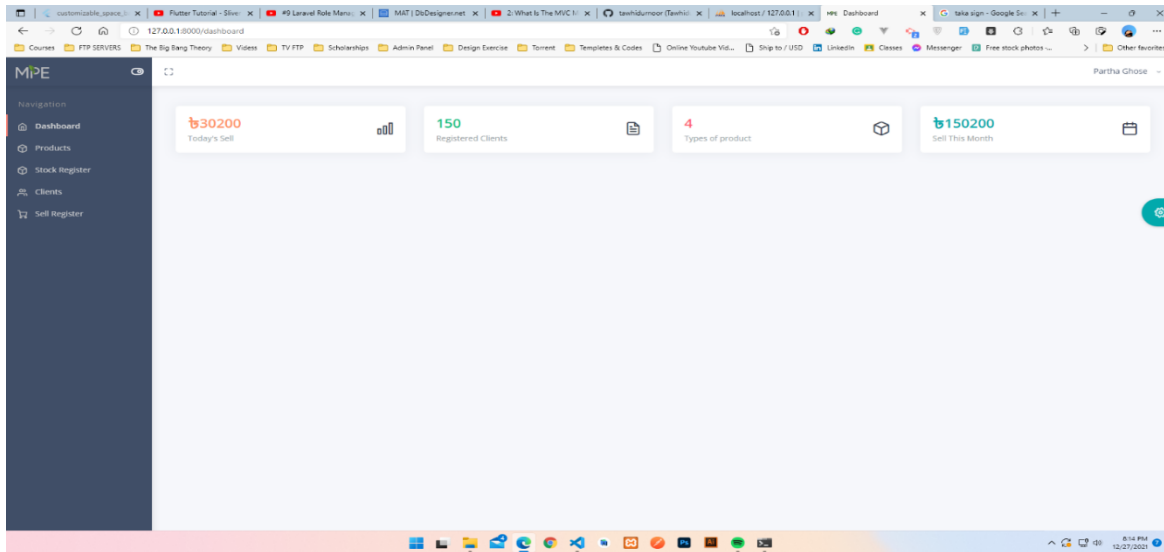 customizable_space_b
Flutter Tutorial - Sliver
#9 Laravel Role Manag
MAT | DbDesigner.net
2: What Is The MVC M
tawhidurnoor (Tawhid
localhost / 127.0.0.1 |
Dashboard
taka sign - Google Sea
127.0.0.1:8000/dashboard
Courses
FTP SERVERS
The Big Bang Theory
Videos
TV FTP
Scholarships
Admin Panel
Design Exercise
Torrent
Templetes & Codes
Online Youtube Vid...
Ship to / USD
LinkedIn
Classes
Messenger
Free stock photos -...
Other favorites
MPE
Partha Ghose
Navigation
Dashboard
Products
Stock Register
Clients
Sell Register
৳30200
Today's Sell
150
Registered Clients
4
Types of product
৳150200
Sell This Month
8:14 PM
12/27/2021